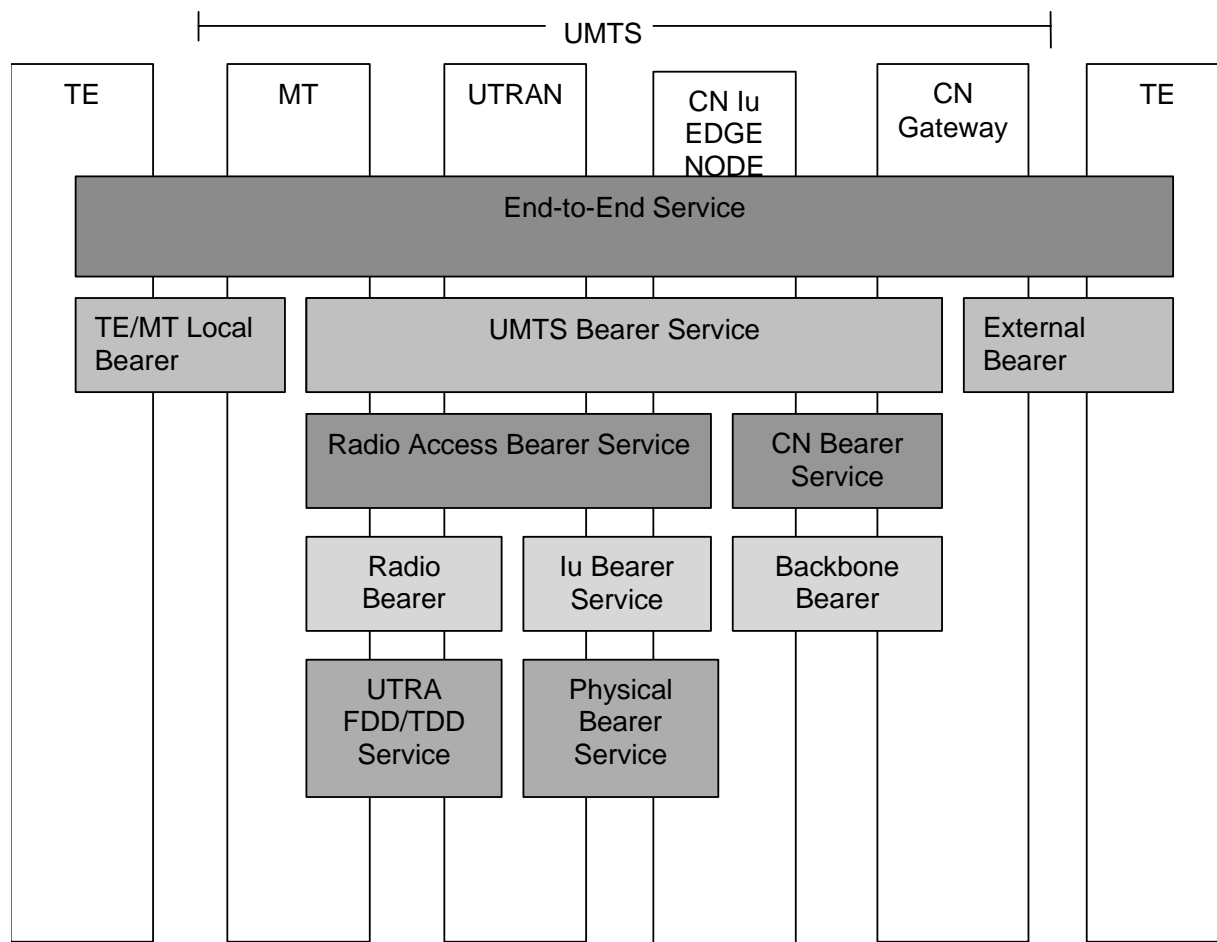 UMTS
TE
MT
UTRAN
CN Iu
EDGE
NODE
CN
Gateway
TE
End-to-End Service
TE/MT Local
Bearer
UMTS Bearer Service
External
Bearer
Radio Access Bearer Service
CN Bearer
Service
Radio
Bearer
Iu Bearer
Service
Backbone
Bearer
UTRA
FDD/TDD
Service
Physical
Bearer
Service